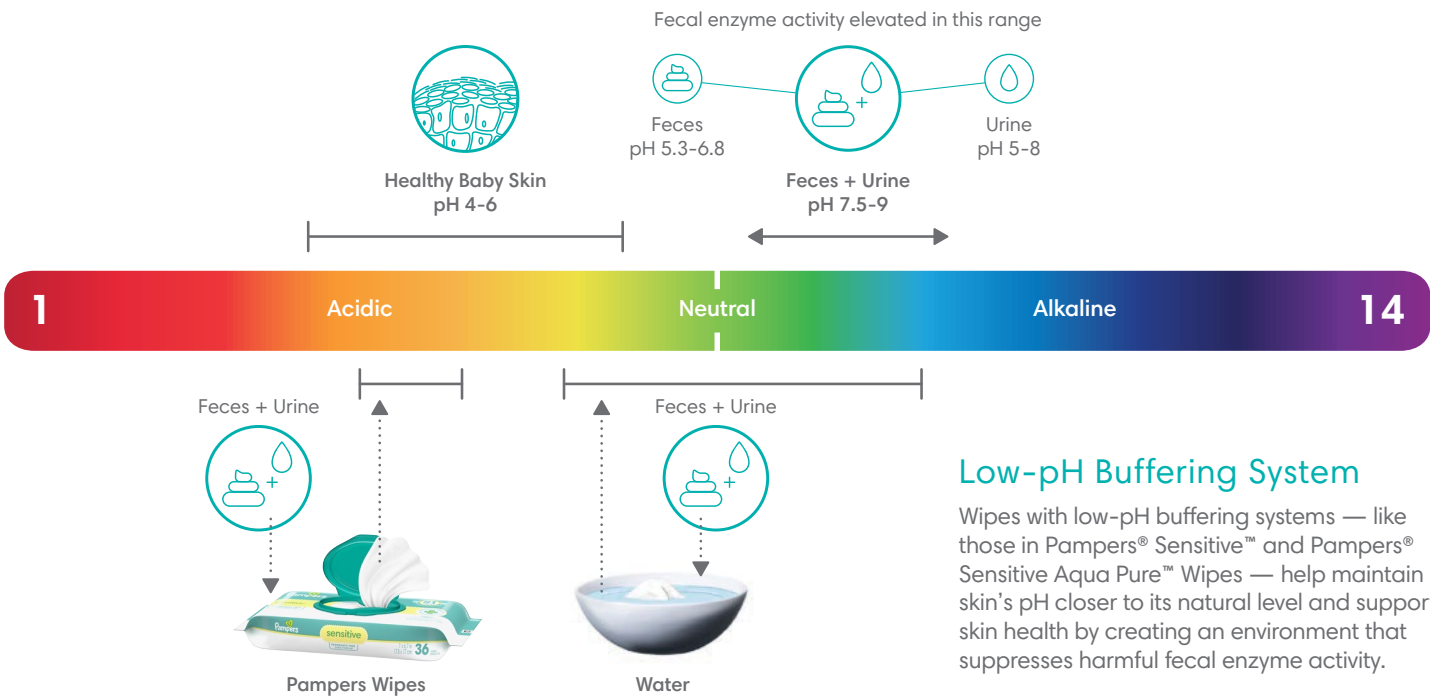 Fecal enzyme activity elevated in this range
Feces
pH 5.3-6.8
Urine
pH 5-8
Healthy Baby Skin
pH 4-6
Feces + Urine
pH 7.5-9
1
Acidic
Neutral
Alkaline
14
Feces + Urine
Feces + Urine
Pampers
sensitive
36
Pampers Wipes
Water
Low-pH Buffering System
Wipes with low-pH buffering systems — like
those in Pampers® Sensitive™ and Pampers®
Sensitive Aqua Pure™ Wipes — help maintain
skin’s pH closer to its natural level and suppor
skin health by creating an environment that
suppresses harmful fecal enzyme activity.